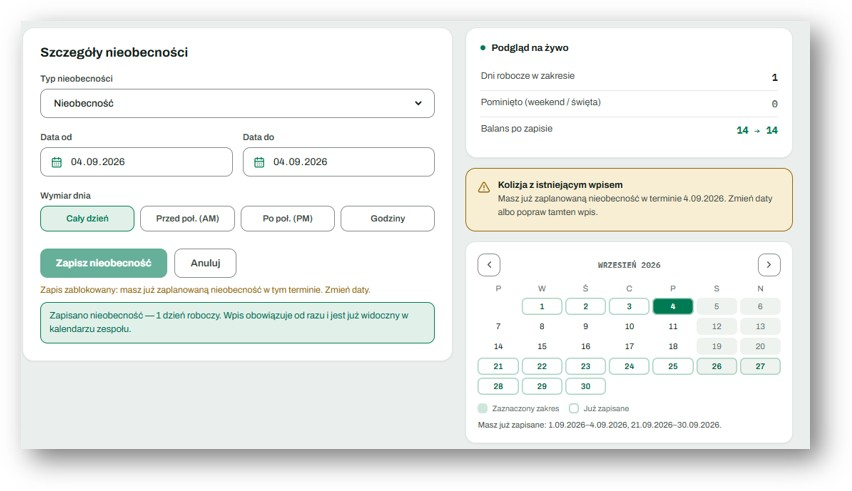 Szczegóły nieobecności
Typ nieobecności
Nieobecność
Data od
Data do
04.09.2026
04.09.2026
Wymiar dnia
Cały dzień
Przed poł. (AM)
Po poł. (PM)
Godziny
Zapisz nieobecność
Anuluj
Zapis zablokowany: masz już zaplanowaną nieobecność w tym terminie. Zmień daty.
Zapisano nieobecność — 1 dzień roboczy. Wpis obowiązuje od razu i jest już widoczny w
kalendarzu zespołu.
Podgląd na żywo
Dni robocze w zakresie 1
Pominięto (weekend / święta) 0
Balans po zapisie 14 → 14
Kolizja z istniejącym wpisem
Masz już zaplanowaną nieobecność w terminie 4.09.2026. Zmień daty
albo popraw tamten wpis.
WRZESIEŃ 2026
P W Ś C P S N
1 2 3 4 5 6
7 8 9 10 11 12 13
14 15 16 17 18 19 20
21 22 23 24 25 26 27
28 29 30
Zaznaczony zakres Już zapisane
Masz już zapisane: 1.09.2026–4.09.2026, 21.09.2026–30.09.2026.